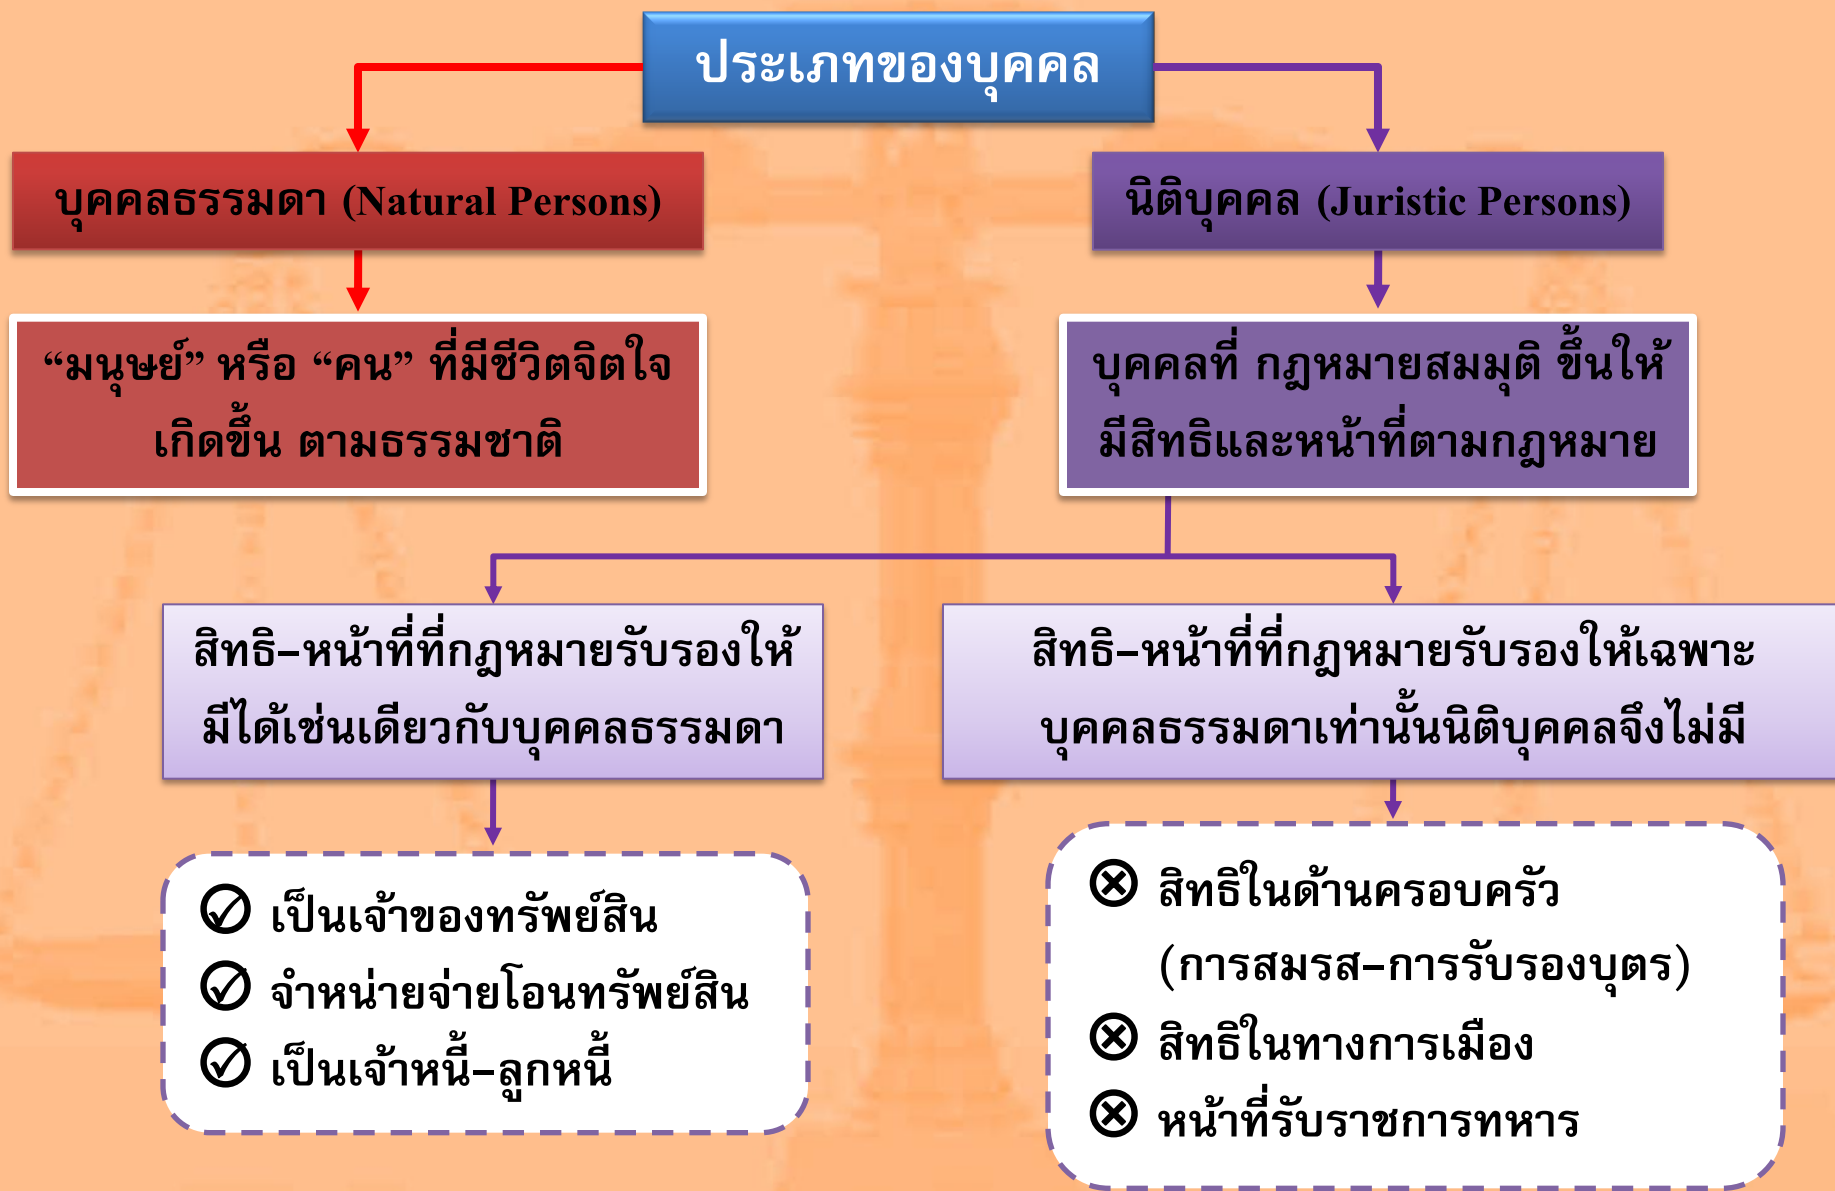 ประเภทของบุคคล
บุคคลธรรมดา (Natural Persons)
นิติบุคคล (Juristic Persons)
“มนุษย์” หรือ “คน” ที่มีชีวิตจิตใจ
เกิดขึ้น ตามธรรมชาติ
บุคคลที่ กฎหมายสมมุติ ขึ้นให้
มีสิทธิและหน้าที่ตามกฎหมาย
สิทธิ–หน้าที่ที่กฎหมายรับรองให้
มีได้เช่นเดียวกับบุคคลธรรมดา
สิทธิ–หน้าที่ที่กฎหมายรับรองให้เฉพาะ
บุคคลธรรมดาเท่านั้นนิติบุคคลจึงไม่มี
เป็นเจ้าของทรัพย์สิน
จำหน่ายจ่ายโอนทรัพย์สิน
เป็นเจ้าหนี้–ลูกหนี้
สิทธิในด้านครอบครัว
(การสมรส–การรับรองบุตร)
สิทธิในทางการเมือง
หน้าที่รับราชการทหาร